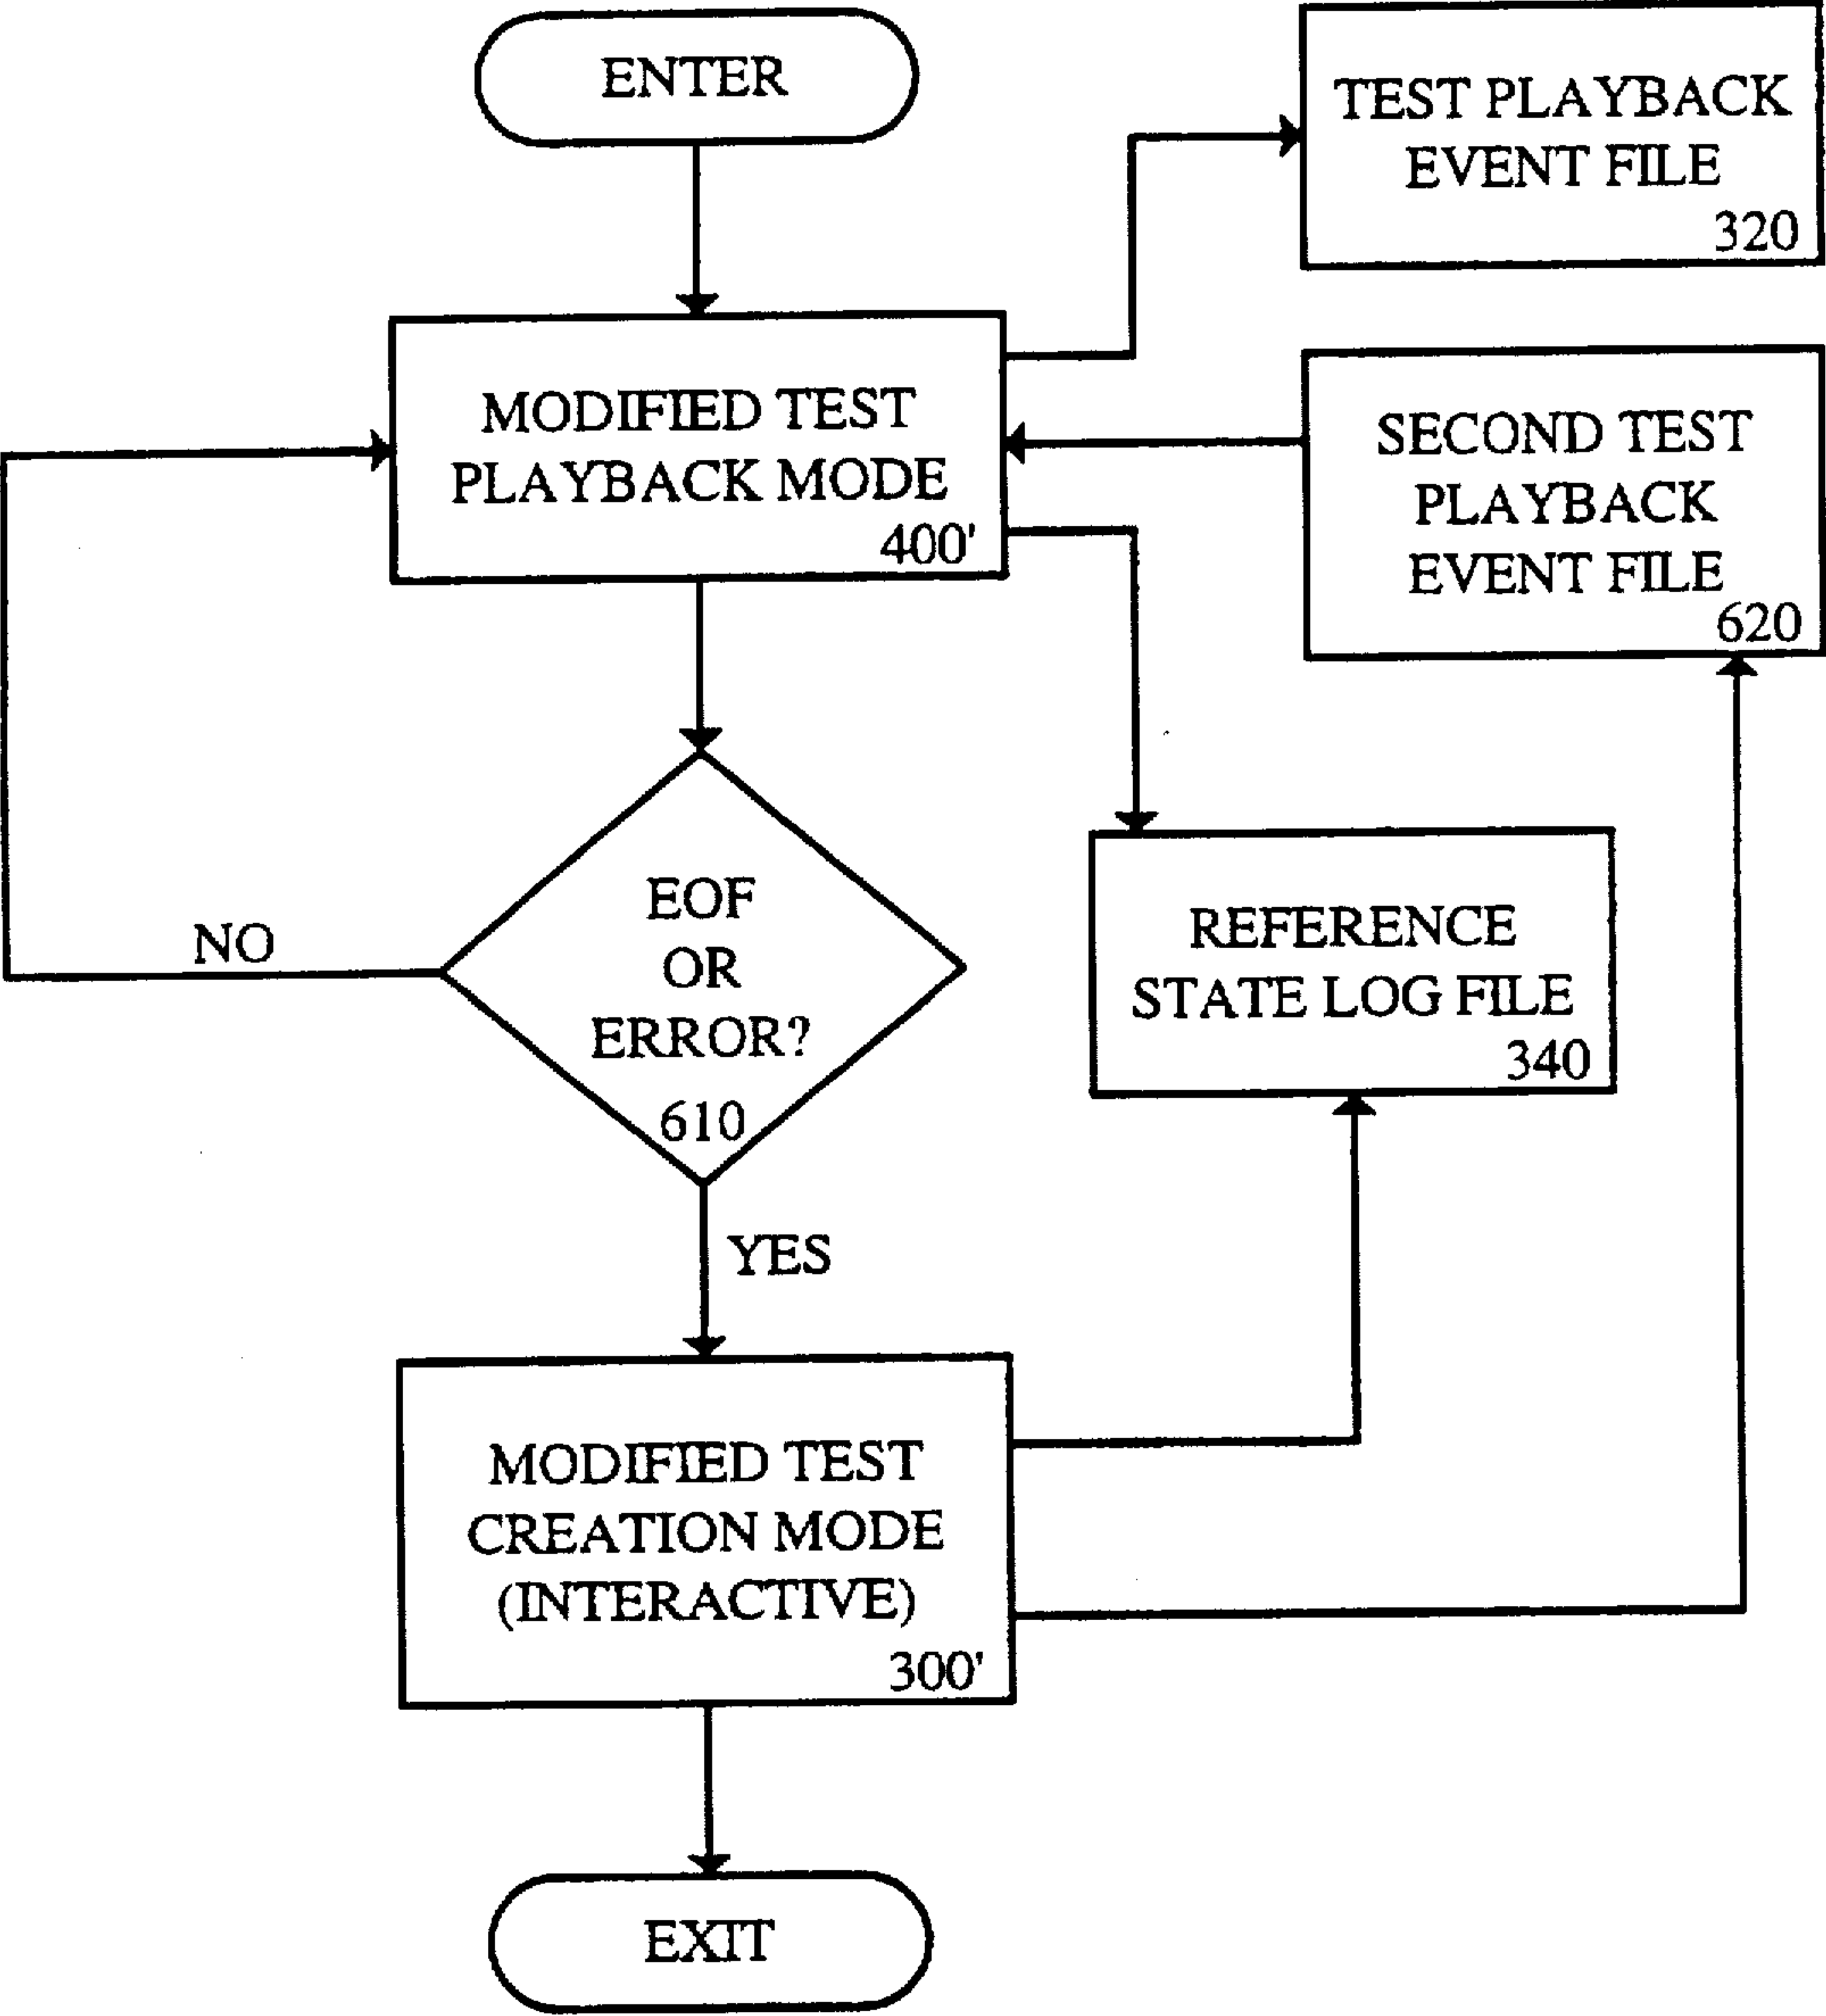 ENTER
TEST PLAYBACK
EVENT FILE
320
MODIFIED TEST
PLAYBACK MODE
400'
SECOND TEST
PLAYBACK
EVENT FILE
620
EOF
OR
ERROR?
610
NO
REFERENCE
STATE LOG FILE
340
YES
MODIFIED TEST
CREATION MODE
(INTERACTIVE)
300'
EXIT